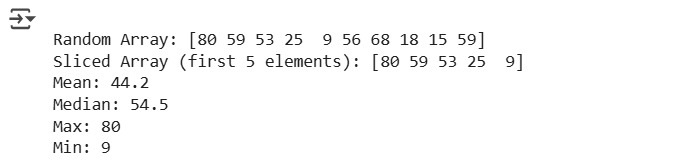 Random Array: [80 59 53 25  9 56 68 18 15 59]
Sliced Array (first 5 elements): [80 59 53 25  9]
Mean: 44.2
Median: 54.5
Max: 80
Min: 9